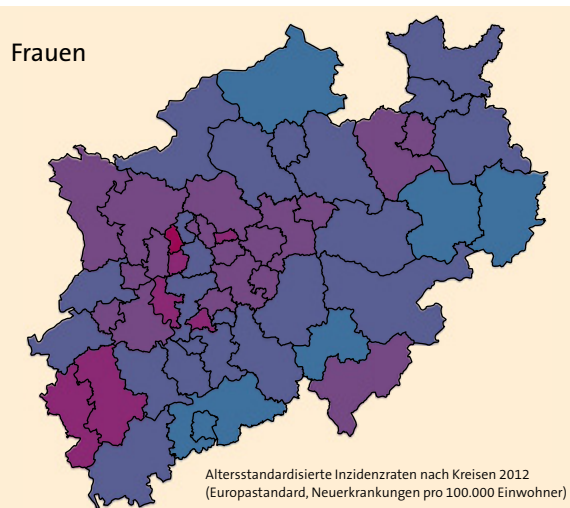 Frauen
Altersstandardisierte Inzidenzraten nach Kreisen 2012
(Europastandard, Neuerkrankungen pro 100.000 Einwohner)